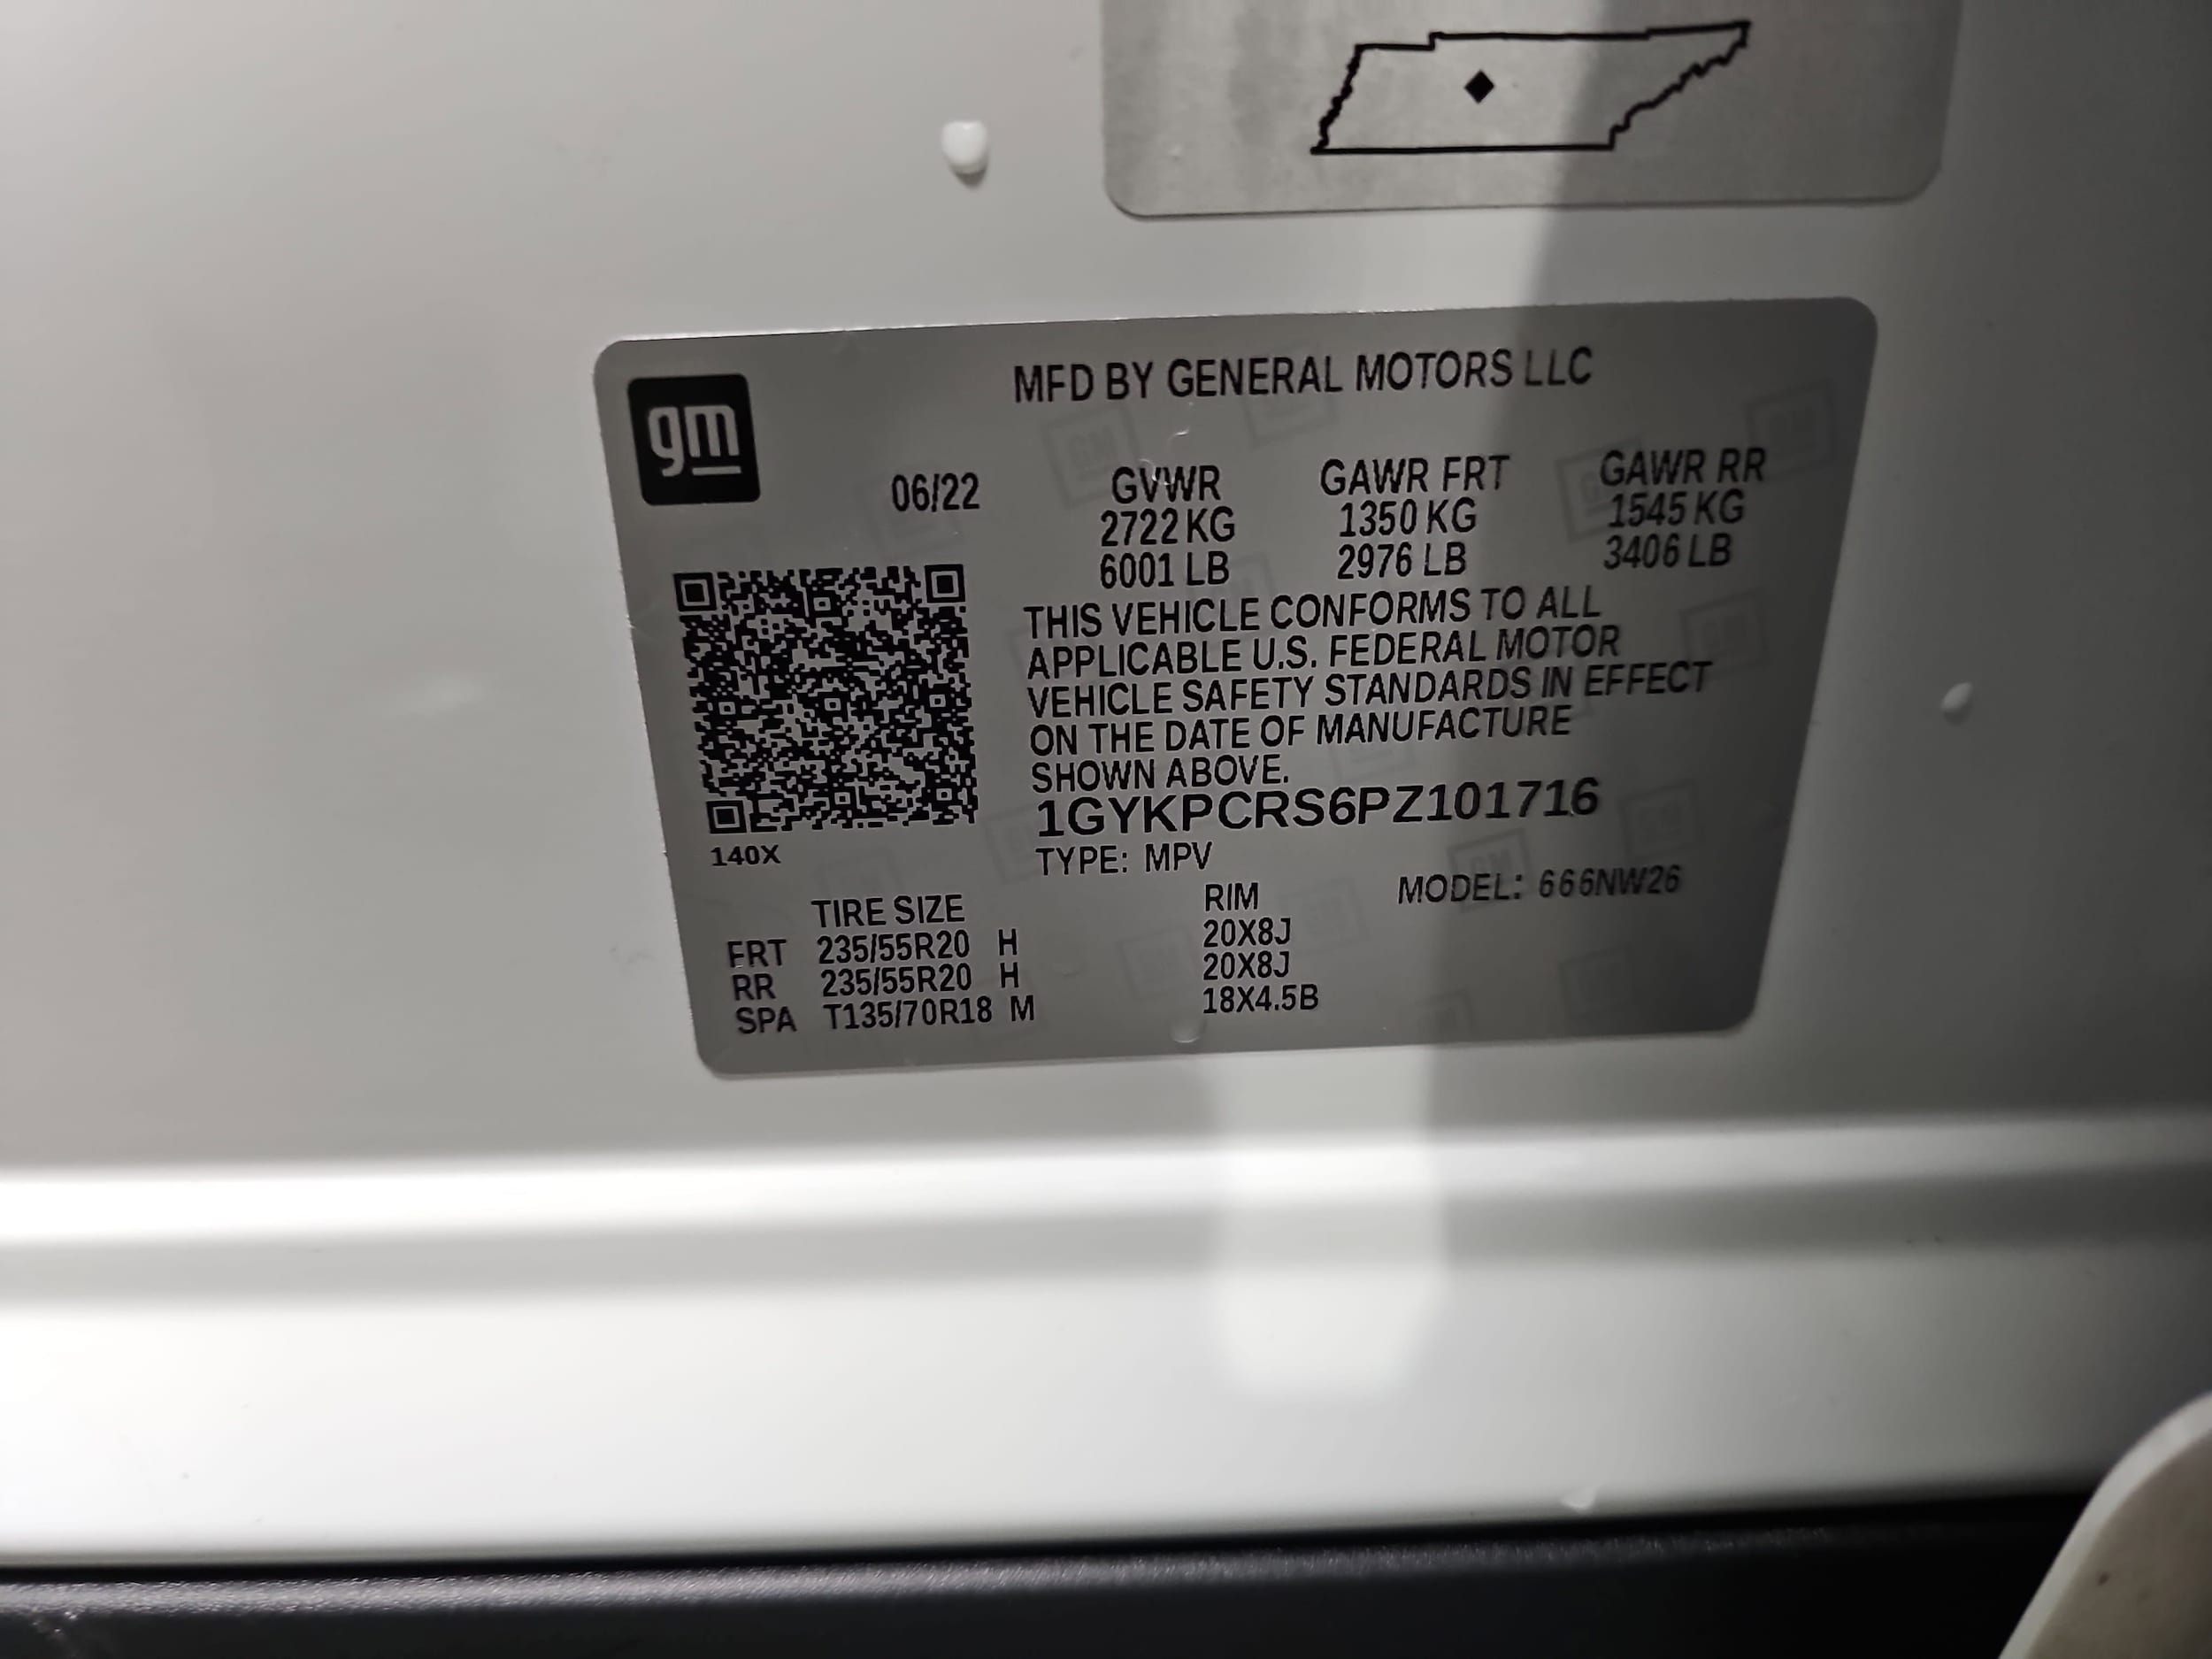 gm
MFD BY GENERAL MOTORS LLC
06/22 GVWR GAWR FRT GAWR RR
2722 KG 1350 KG 1545 KG
6001 LB 2976 LB 3406 LB
THIS VEHICLE CONFORMS TO ALL
APPLICABLE U.S. FEDERAL MOTOR
VEHICLE SAFETY STANDARDS IN EFFECT
ON THE DATE OF MANUFACTURE
SHOWN ABOVE.
1GYKPCRS6PZ101716
140X
TYPE: MPV
MODEL: 666NW26
TIRE SIZE RIM
FRT 235/55R20 H 20X8J
RR 235/55R20 H 20X8J
SPA T135/70R18 M 18X4.5B